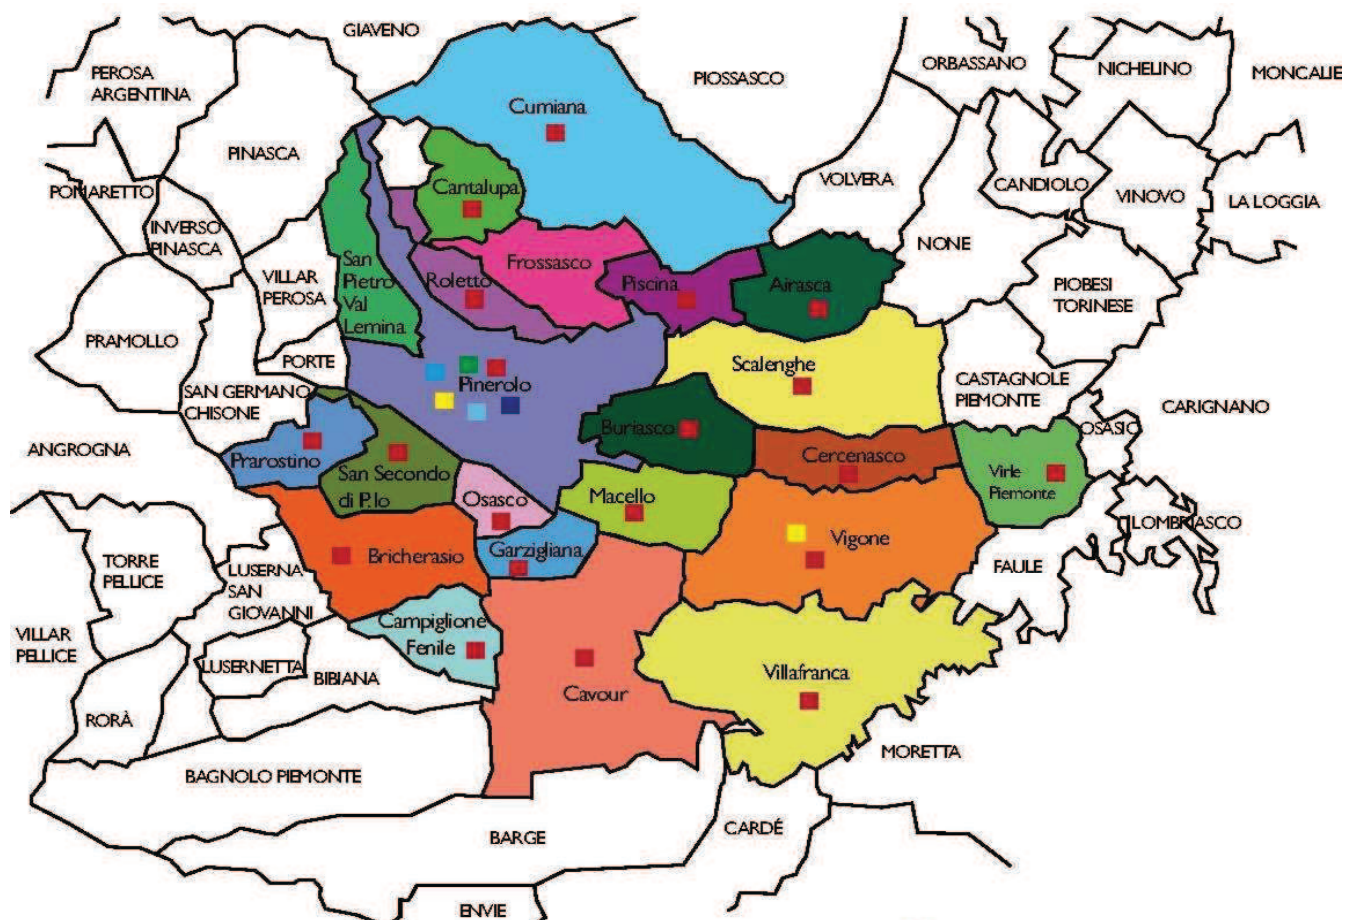 GIAVENO
PEROSA
ARGENTINA
PIOSSASCO
ORBASSANO
NICHELINO
MONCALIE
Cumiana
PINASCA
POMARETTO
Cantalupa
VOLVERA
CANDIOLO
VINOVO
LA LOGGIA
INVERSO
PINASCA
NONE
VILLAR
PEROSA
San
Pietro
Val
Lemina
Roletto
Frossasco
Piscina
Airasca
PIOBESI
TORINESE
PRAMOLLO
PORTE
Scalenghe
SAN GERMANO
CHISONE
Pinerolo
CASTAGNOLE
PIEMONTE
CARIGNANO
OSASIO
ANGROGNA
Prarostino
San Secondo
di P.lo
Buriasco
Cercenasco
Virle
Piemonte
Osasco
Macello
LOMBRIASCO
TORRE
PELLICE
Bricherasio
Garzigliana
Vigone
FAULE
LUSERNA
SAN
GIOVANNI
VILLAR
PELLICE
Campiglione
Fenile
LUSERNETTA
BIBIANA
Cavour
Villafranca
RORÀ
MORETTA
BAGNOLO PIEMONTE
BARGE
CARDÉ
ENVIE